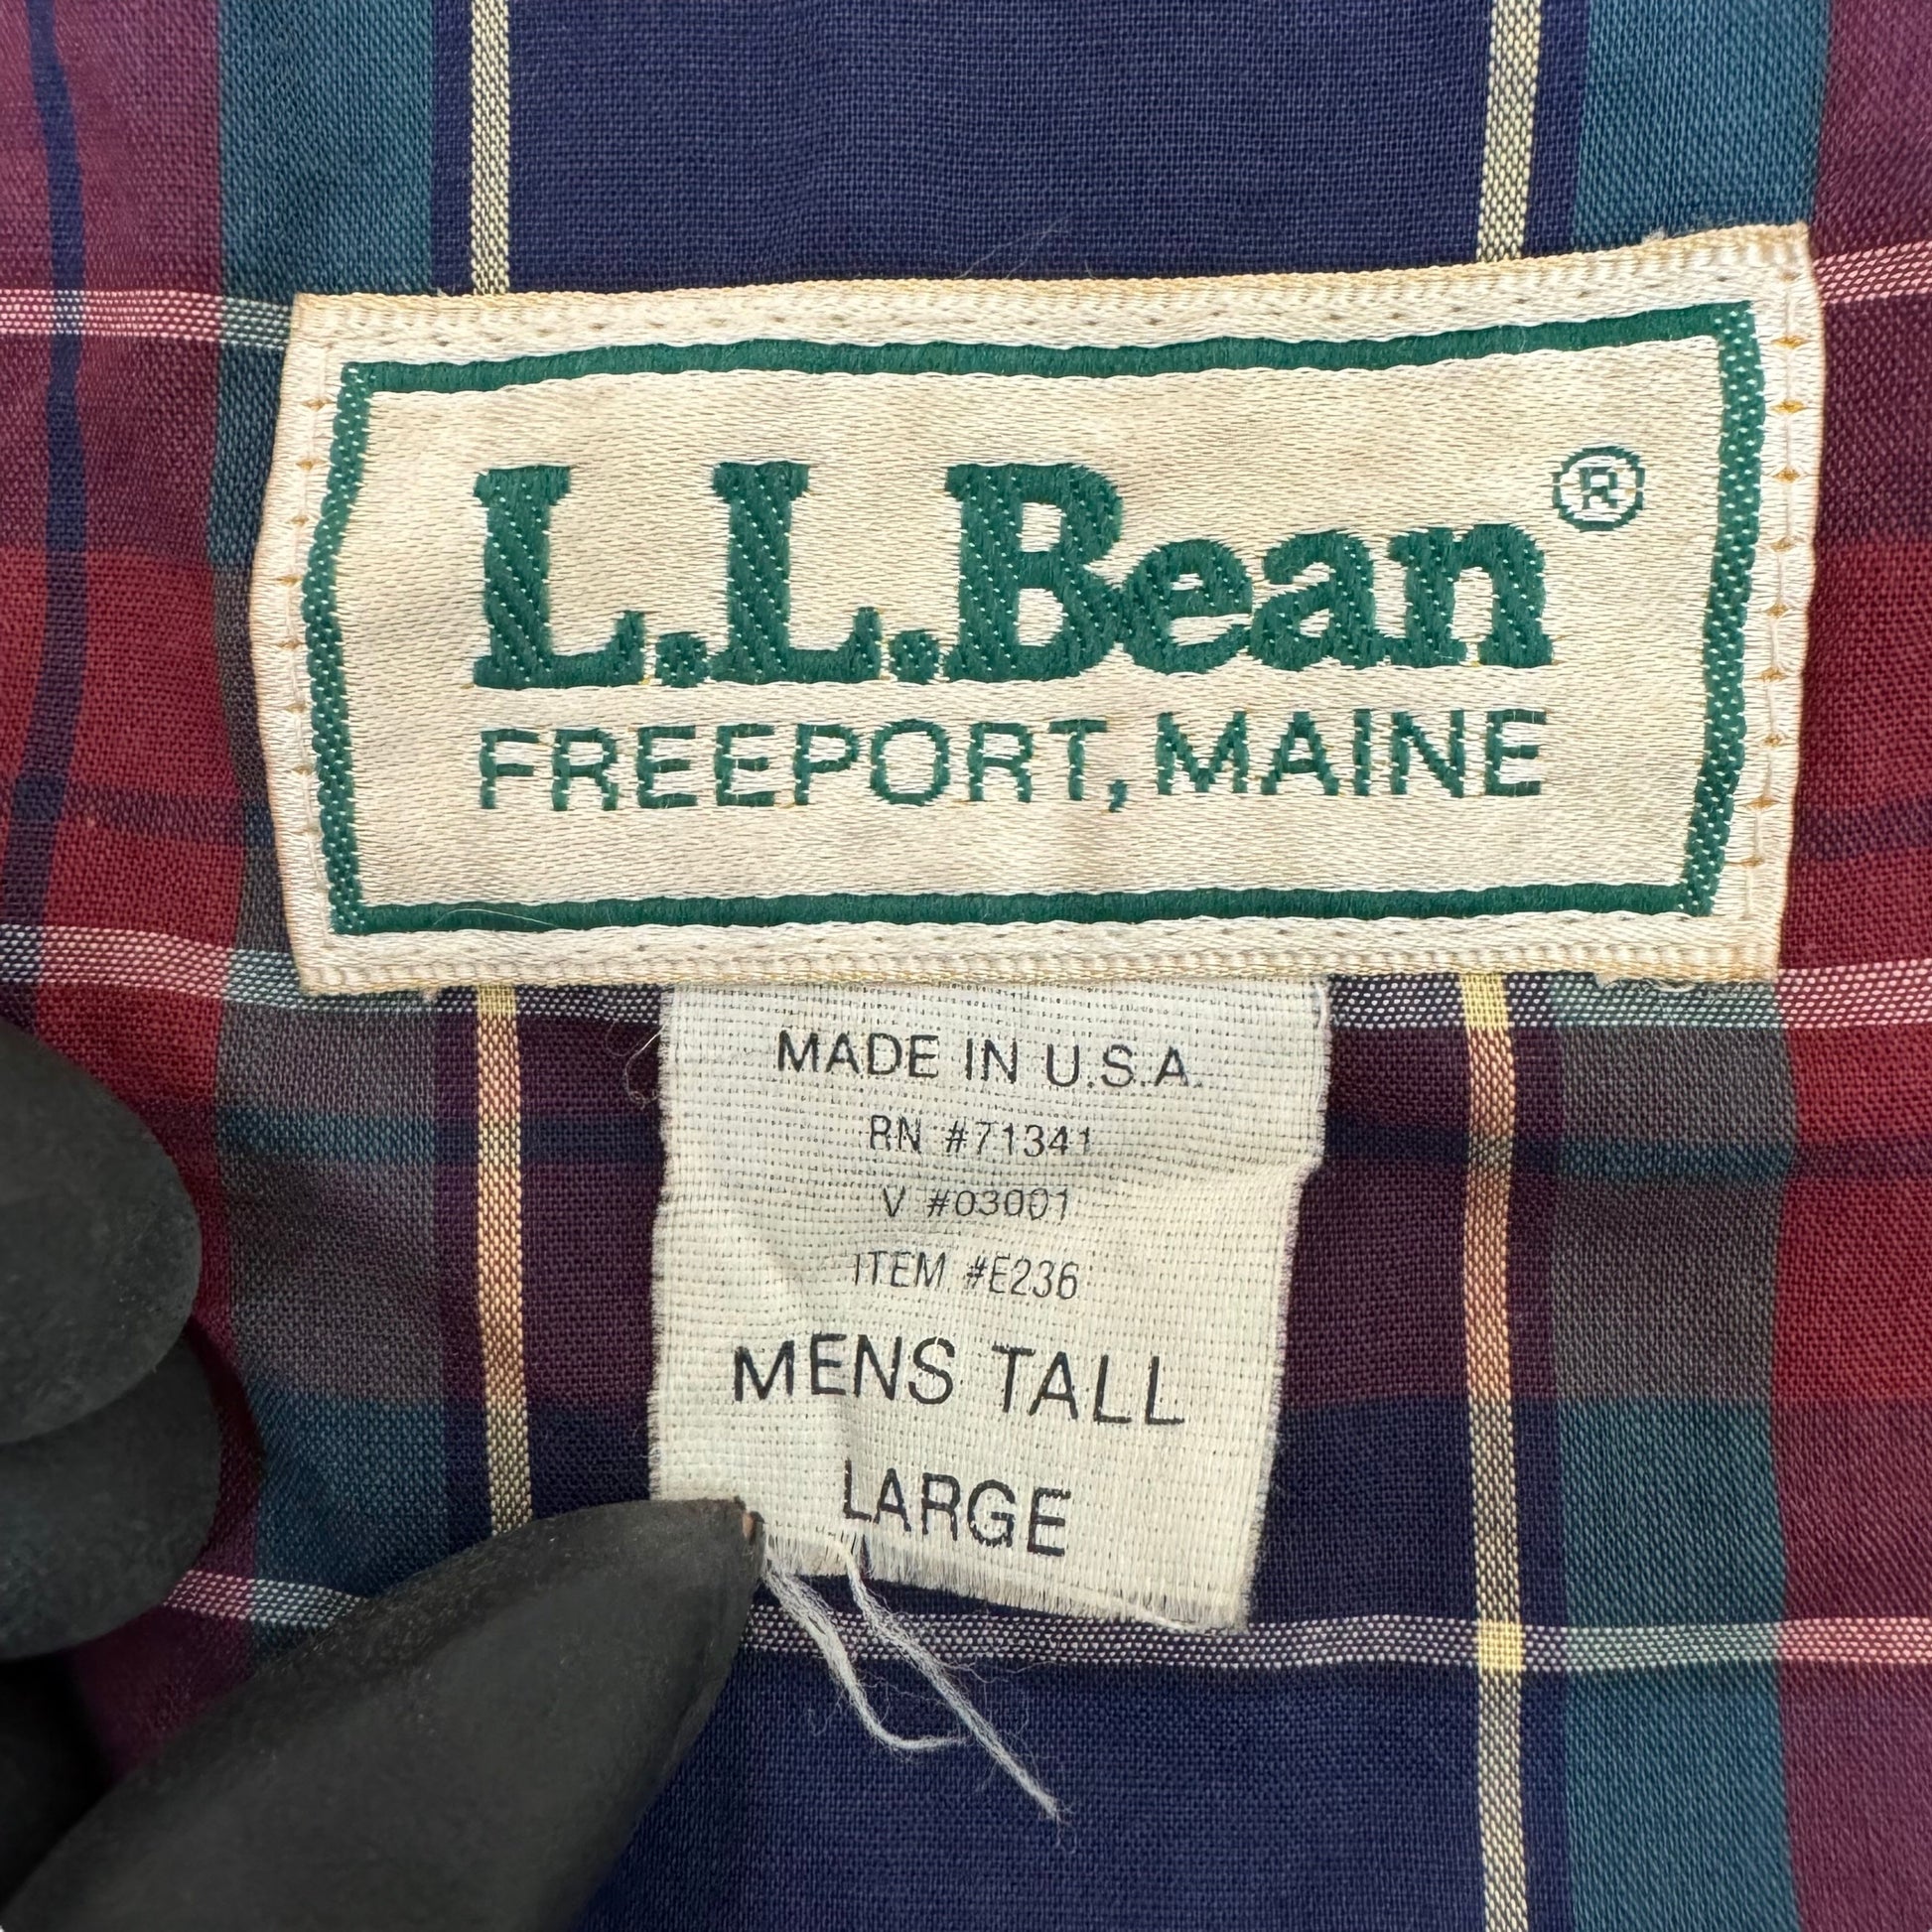 L.L.Bean®
FREEPORT, MAINE
MADE IN U.S.A.
RN #71341
V #03001
ITEM #E236
MENS TALL
LARGE